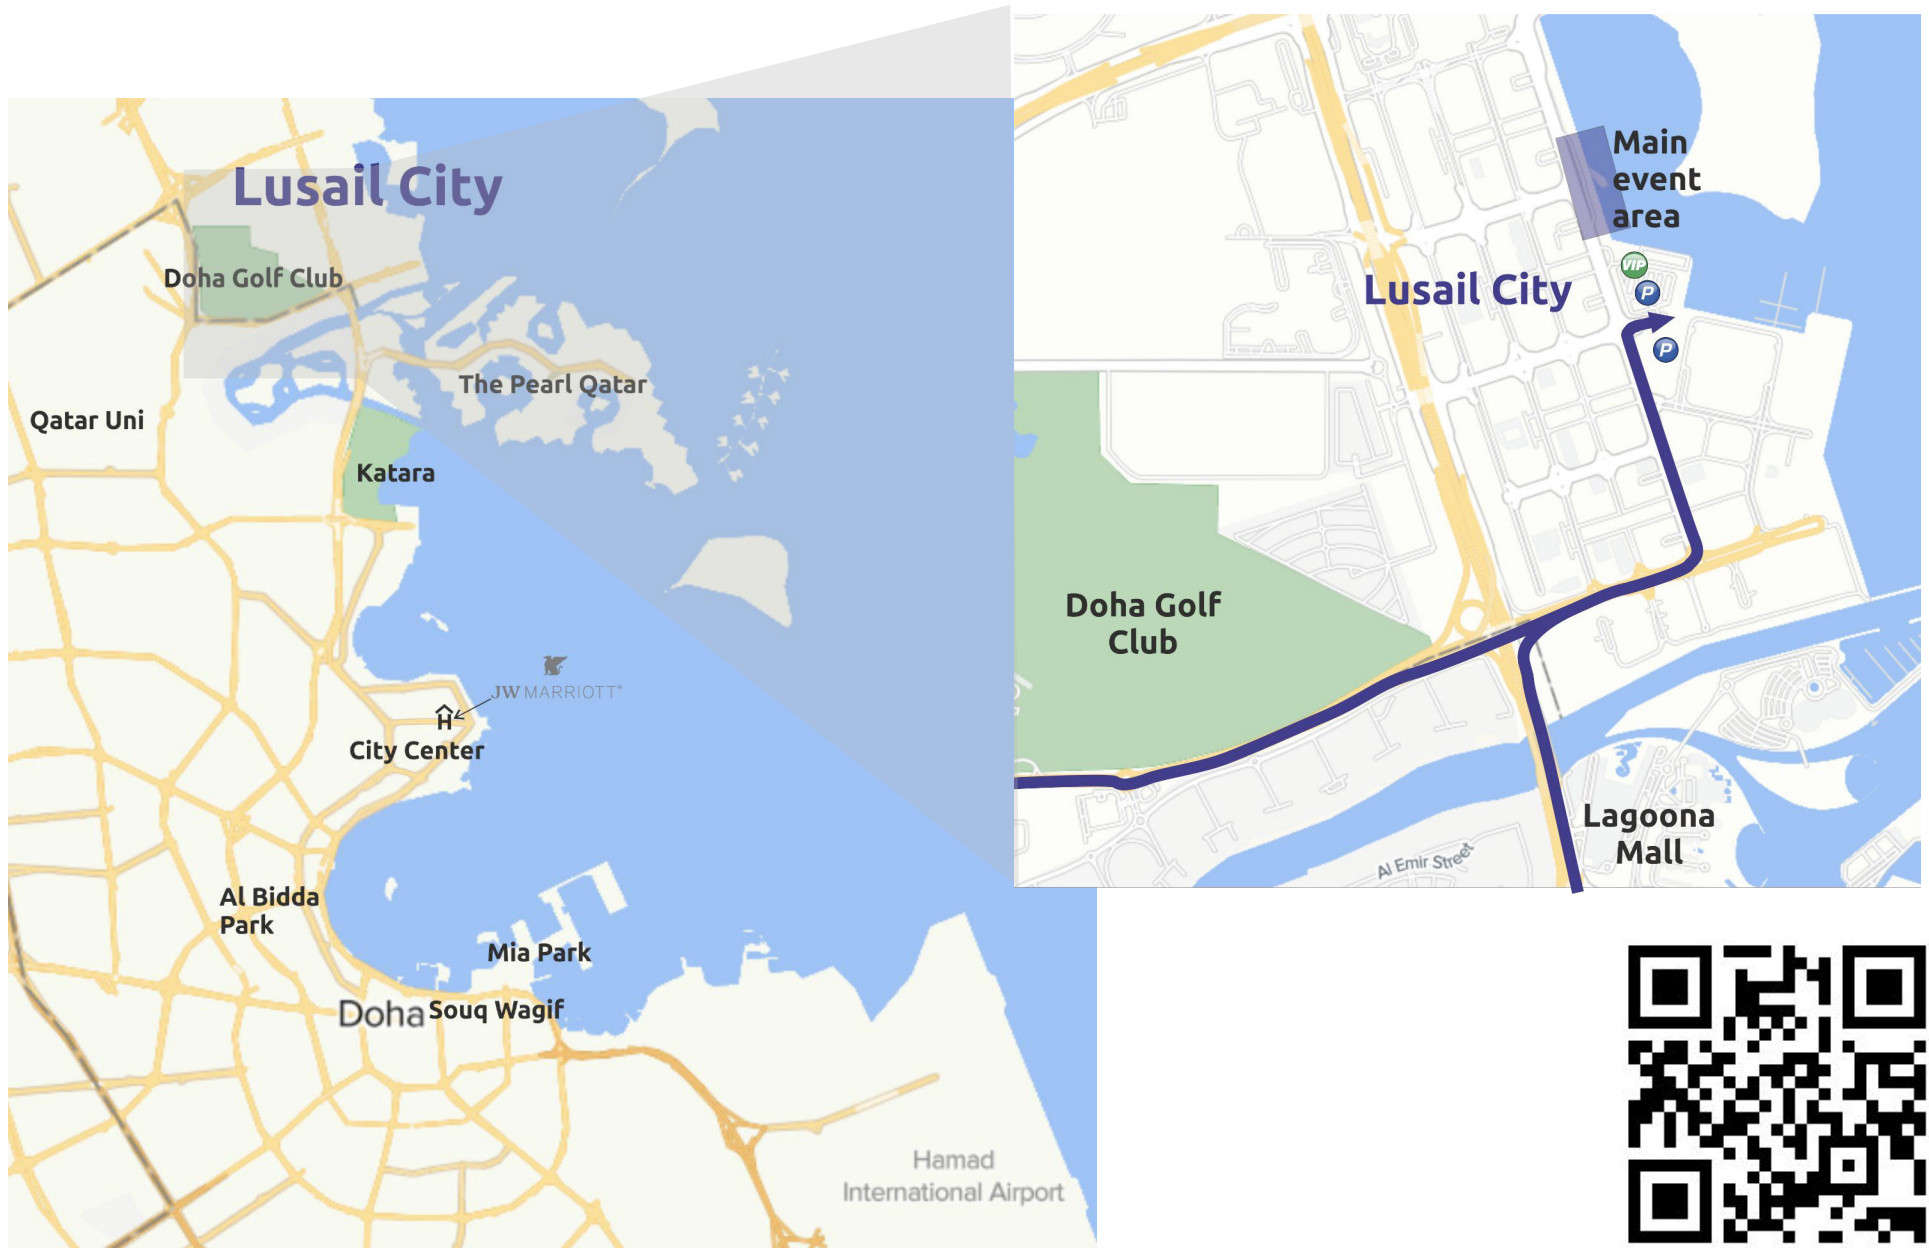 Lusail City
Doha Golf Club
The Pearl Qatar
Qatar Uni
Katara
JW MARRIOTT®
H
City Center
Al Bidda
Park
Mia Park
Doha
Souq Wagif
Hamad
International Airport
Main
event
area
VIP
P
Lusail City
P
Doha Golf
Club
Lagoona
Mall
Al Emir Street